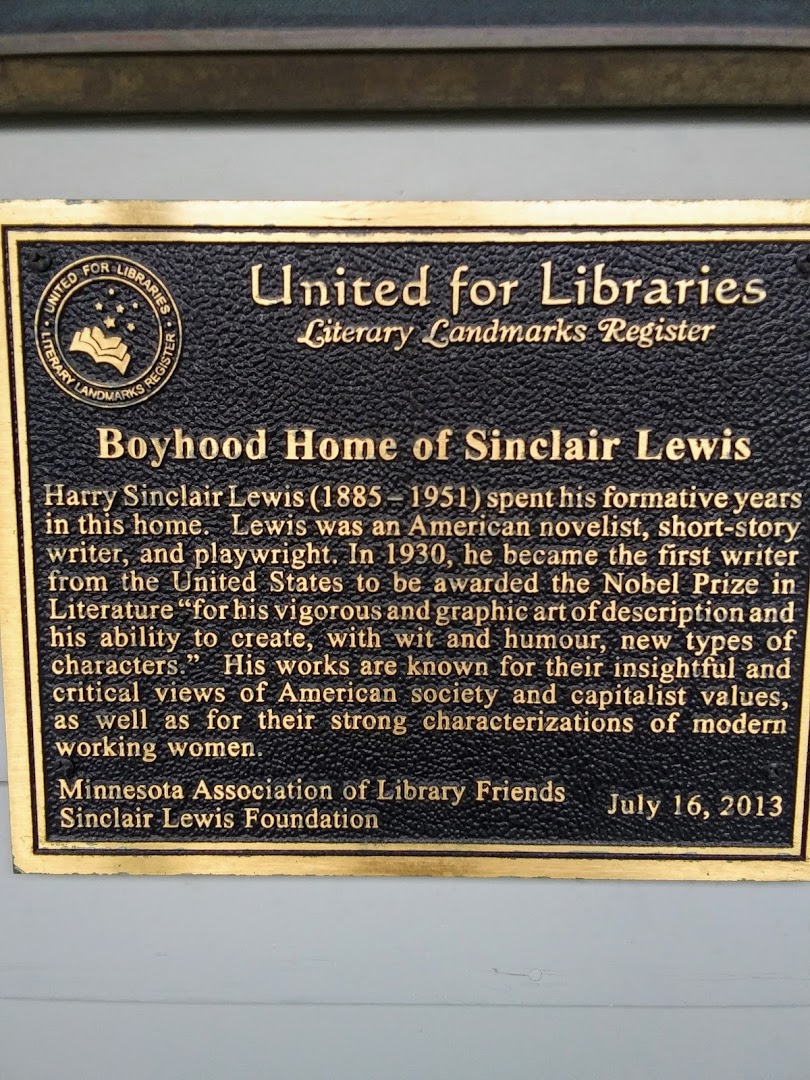 UNITED FOR LIBRARIES
LITERARY LANDMARKS REGISTER
United for Libraries
Literary Landmarks Register
Boyhood Home of Sinclair Lewis
Harry Sinclair Lewis (1885 – 1951) spent his formative years
in this home. Lewis was an American novelist, short-story
writer, and playwright. In 1930, he became the first writer
from the United States to be awarded the Nobel Prize in
Literature “for his vigorous and graphic art of description and
his ability to create, with wit and humour, new types of
characters.” His works are known for their insightful and
critical views of American society and capitalist values,
as well as for their strong characterizations of modern
working women.
Minnesota Association of Library Friends
Sinclair Lewis Foundation
July 16, 2013